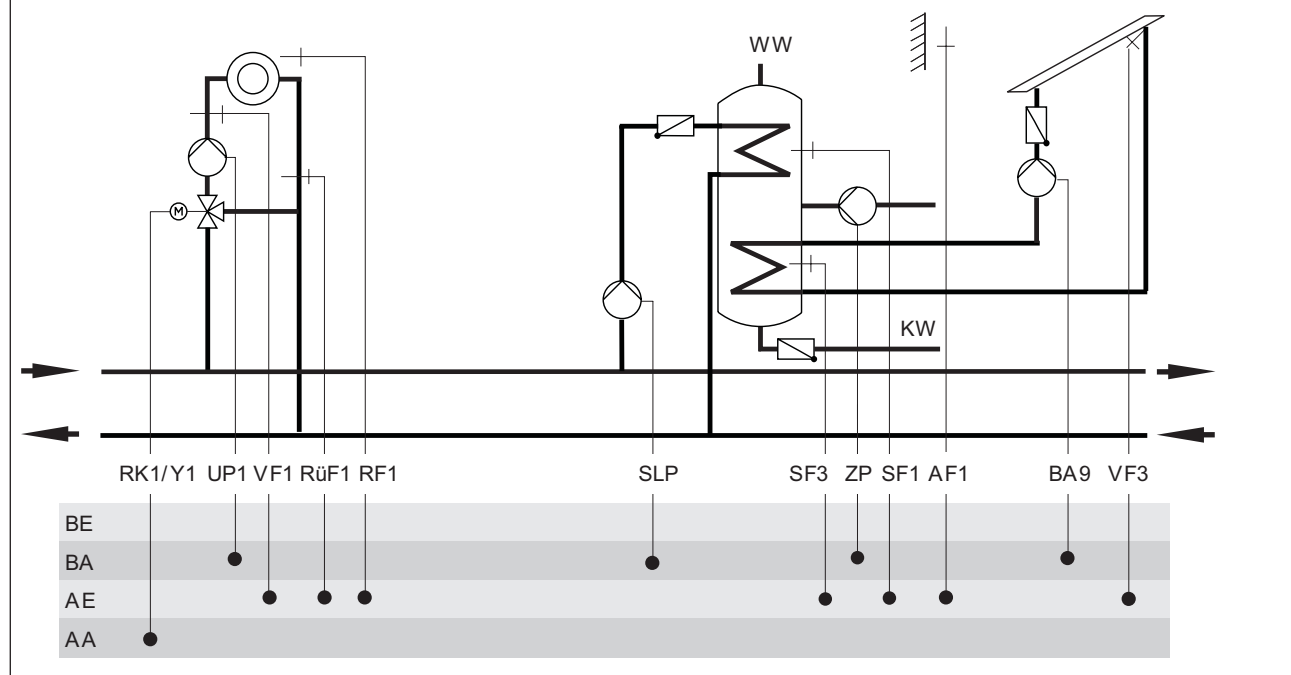 WW
M
KW
RK1/Y1 UP1 VF1 RüF1 RF1 SLP SF3 ZP SF1 AF1 BA9 VF3
BE
BA
AE
AA